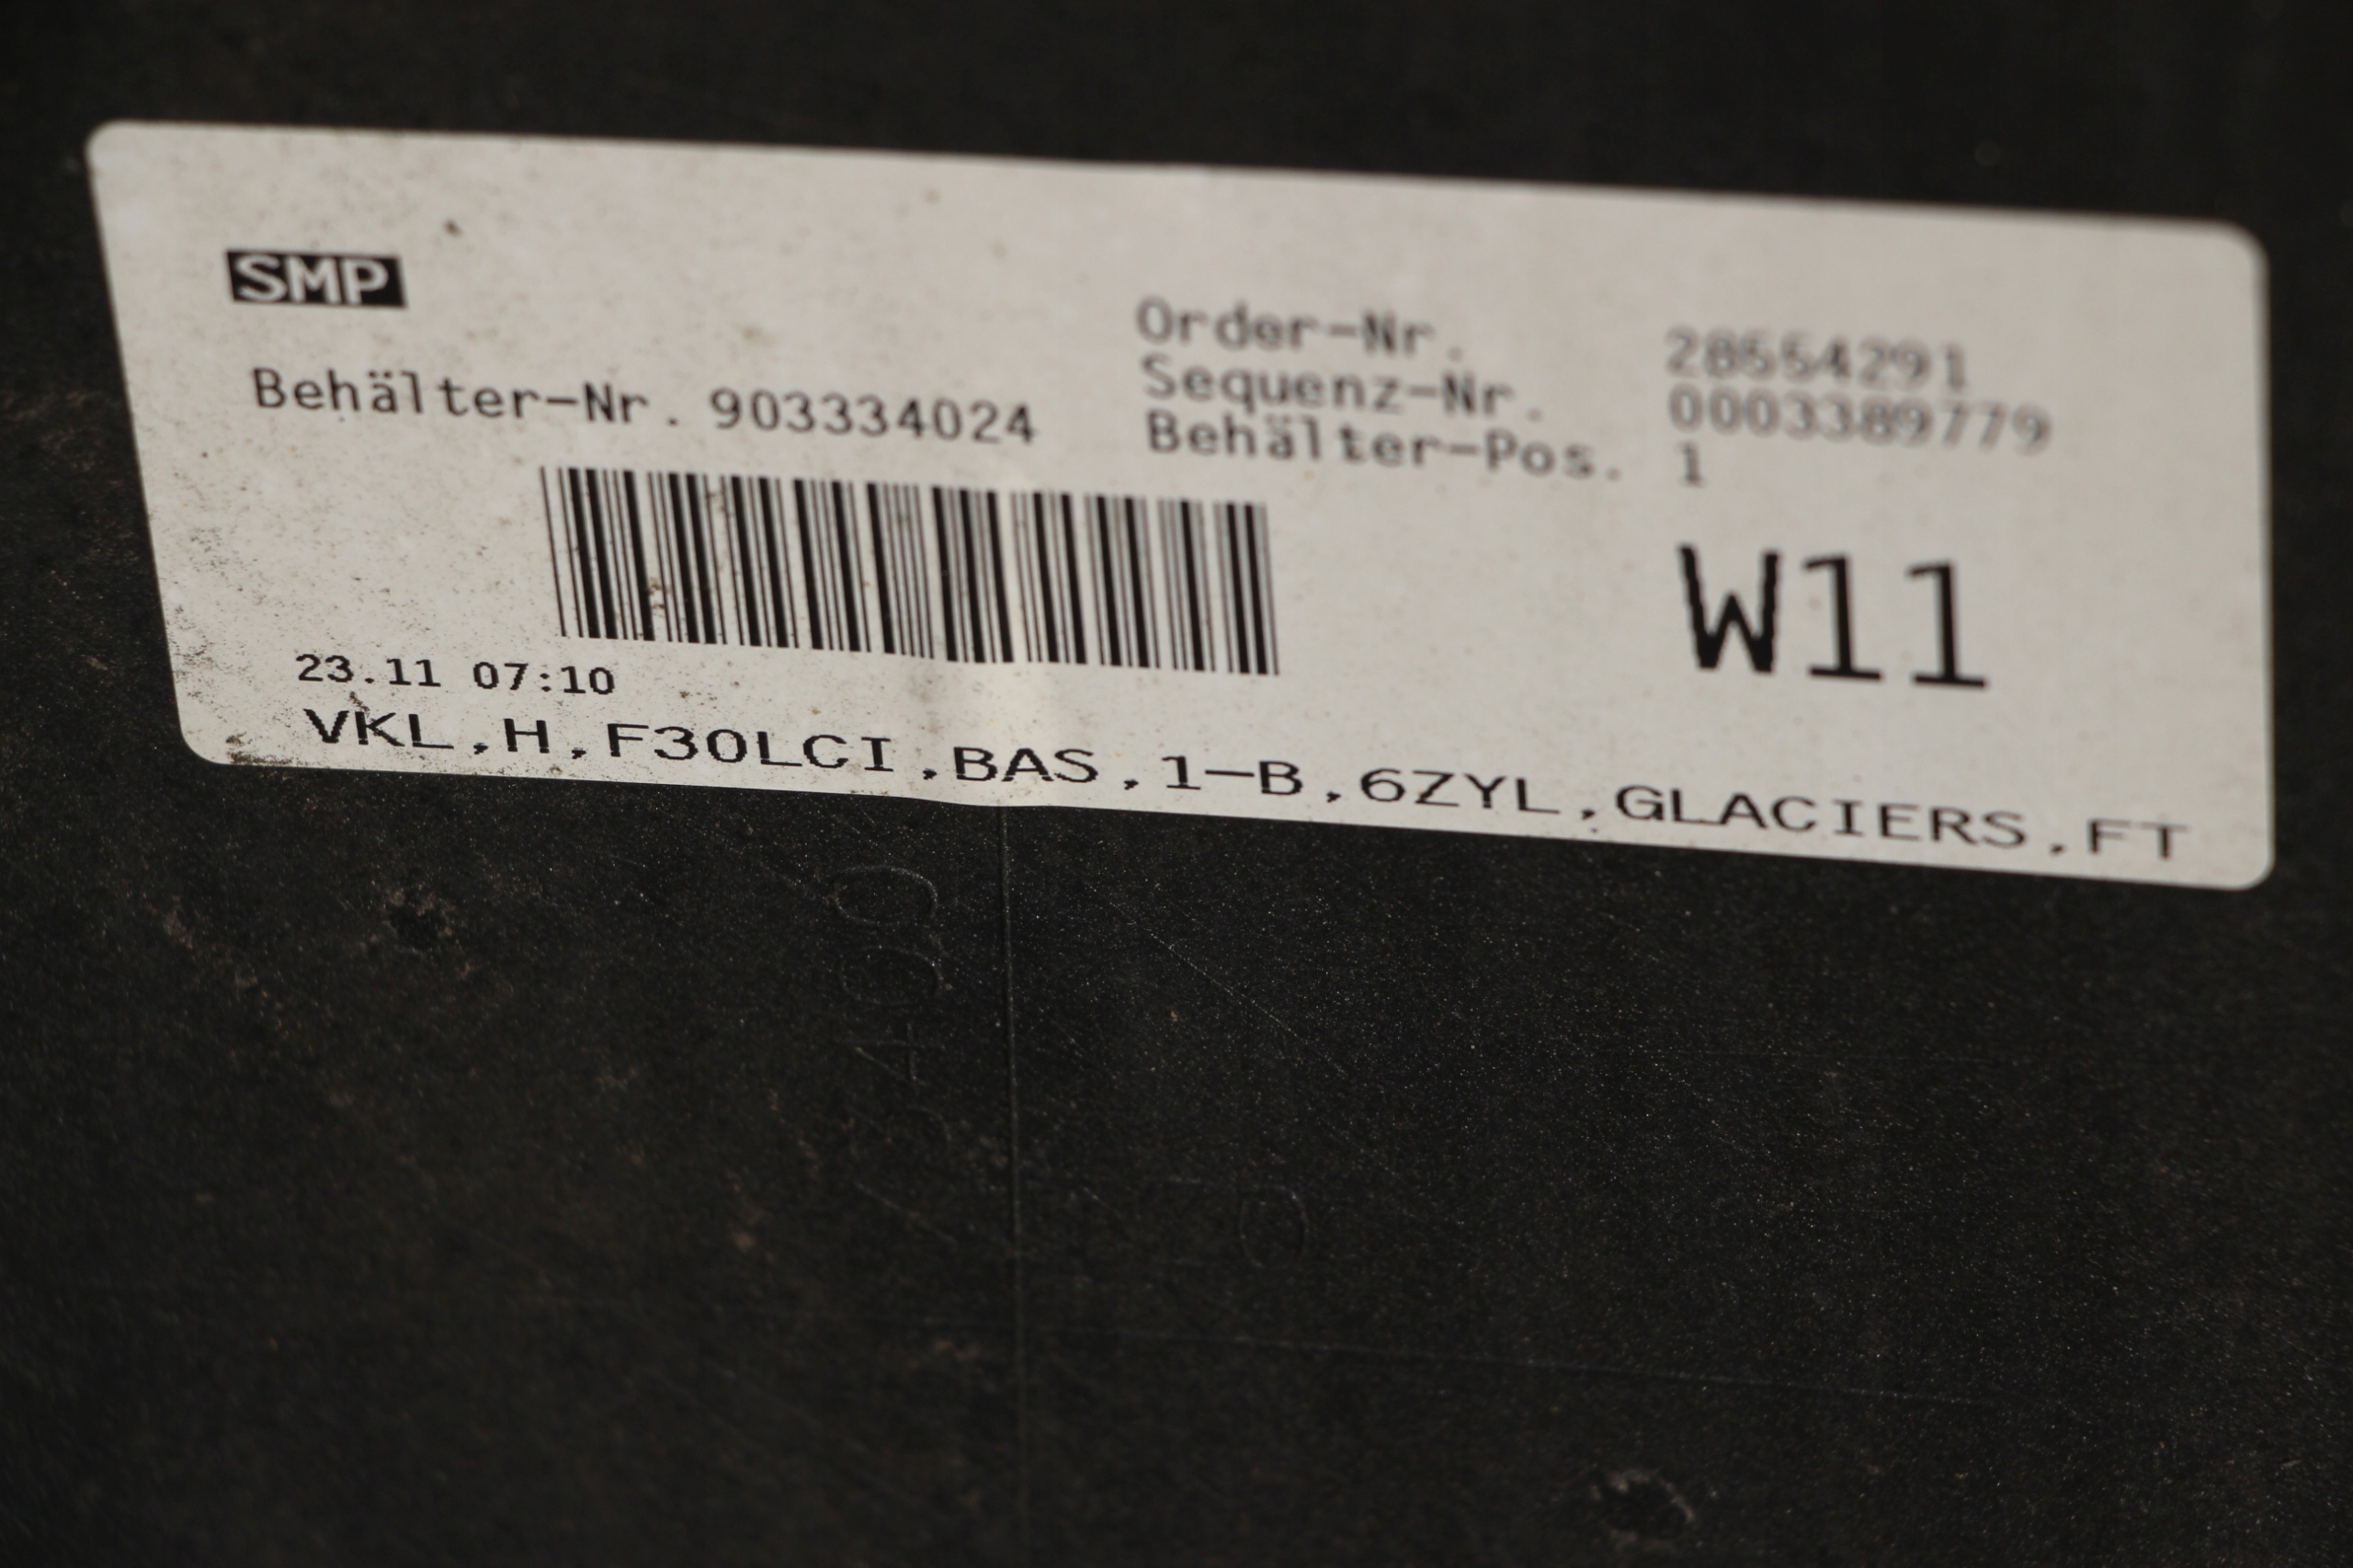 SMP
Behälter-Nr. 903334024
Order-Nr. 28554291
Sequenz-Nr. 0003389779
Behälter-Pos. 1
W11
23.11 07:10
VKL,H,F30LCI,BAS,1-B,6ZYL,GLACIERS,FT